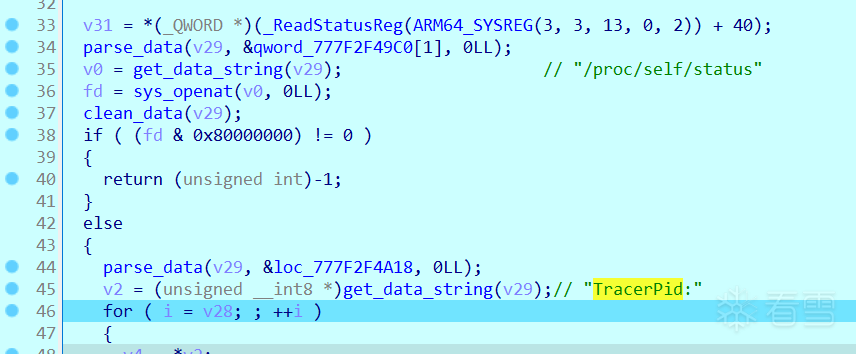 32
33 v31 = *(_QWORD *)(_ReadStatusReg(ARM64_SYSREG(3, 3, 13, 0, 2)) + 40);
34 parse_data(v29, &qword_777F2F49C0[1], 0LL);
35 v0 = get_data_string(v29); // "/proc/self/status"
36 fd = sys_openat(v0, 0LL);
37 clean_data(v29);
38 if ( (fd & 0x80000000) != 0 )
39 {
40 return (unsigned int)-1;
41 }
42 else
43 {
44 parse_data(v29, &loc_777F2F4A18, 0LL);
45 v2 = (unsigned __int8 *)get_data_string(v29);// "TracerPid:"
46 for ( i = v28; ; ++i )
47 {
48 v4 = *v2;
看雪